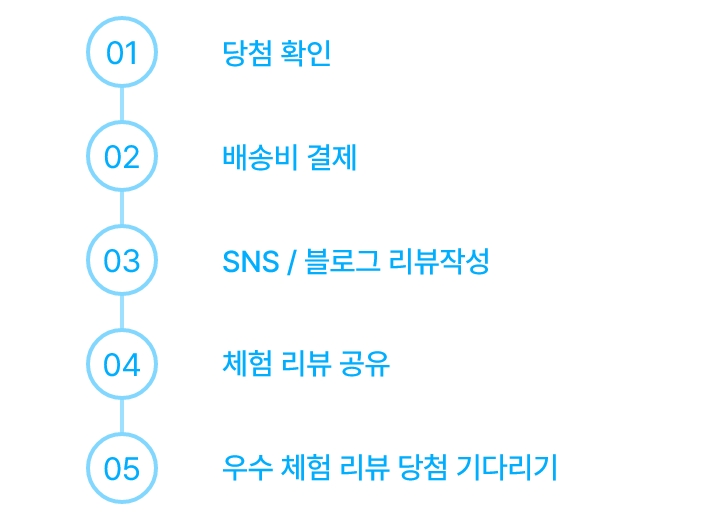 01 당첨 확인
02 배송비 결제
03 SNS / 블로그 리뷰작성
04 체험 리뷰 공유
05 우수 체험 리뷰 당첨 기다리기